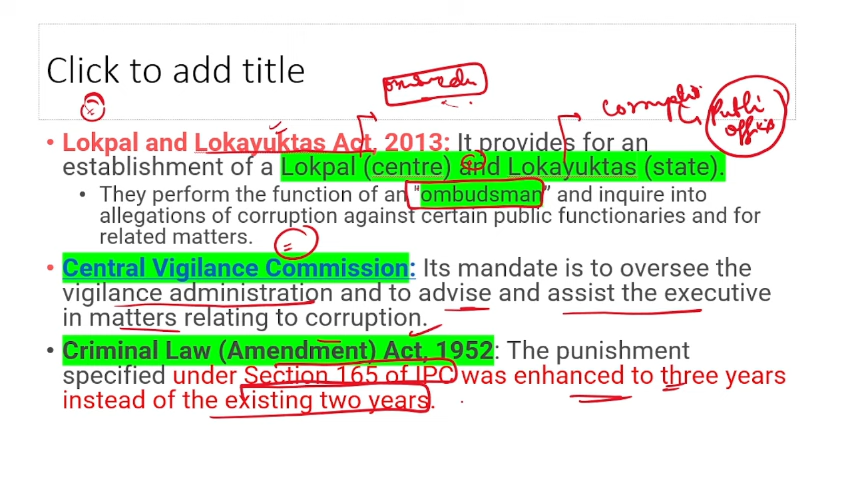 Click to add title
corruption
Public
office
• Lokpal and Lokayuktas Act, 2013: It provides for an
establishment of a Lokpal (centre) and Lokayuktas (state).
• They perform the function of an "ombudsman” and inquire into
allegations of corruption against certain public functionaries and for
related matters.
• Central Vigilance Commission: Its mandate is to oversee the
vigilance administration and to advise and assist the executive
in matters relating to corruption.
• Criminal Law (Amendment) Act, 1952: The punishment
specified under Section 165 of IPC was enhanced to three years
instead of the existing two years.